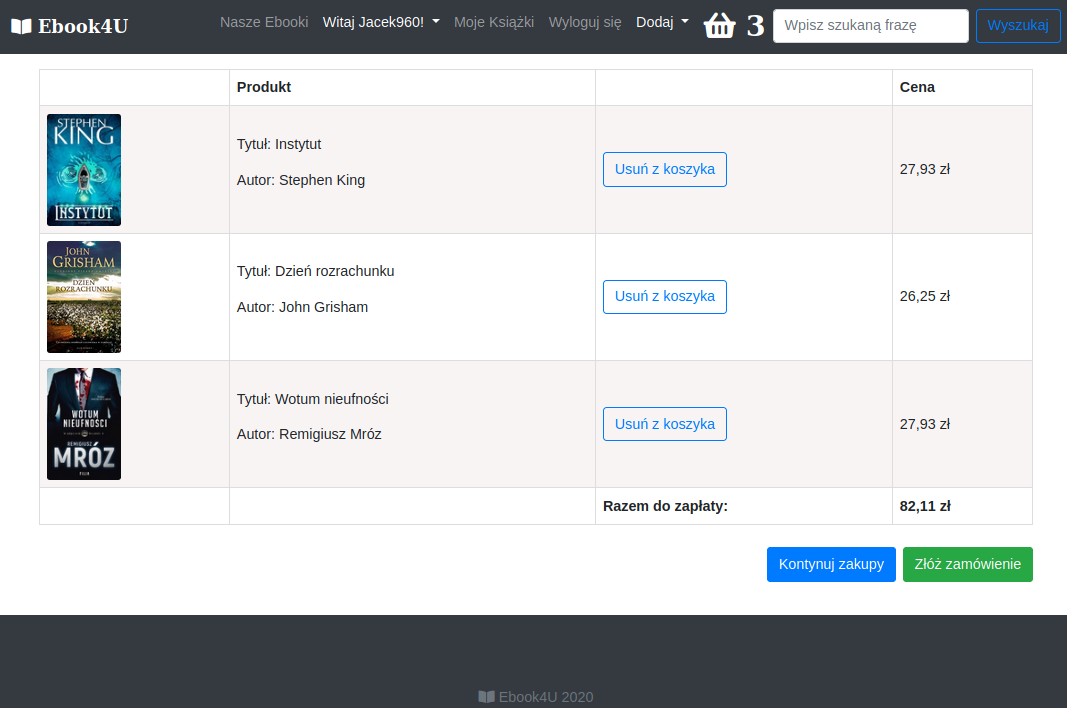 Ebook4U Nasze Ebooki Witaj Jacek960! Moje Książki Wyloguj się Dodaj 3 Wpisz szukaną frazę Wyszukaj
Produkt Cena
STEPHEN
KING
INSTYTUT
Tytuł: Instytut
Autor: Stephen King
Usuń z koszyka
27,93 zł
JOHN
GRISHAM
DZIEŃ
ROZRACHUNKU
Tytuł: Dzień rozrachunku
Autor: John Grisham
Usuń z koszyka
26,25 zł
WOTUM
NIEUFNOŚCI
REMIGIUSZ
MRÓZ
FILIA
Tytuł: Wotum nieufności
Autor: Remigiusz Mróz
Usuń z koszyka
27,93 zł
Razem do zapłaty: 82,11 zł
Kontynuj zakupy Złóż zamówienie
Ebook4U 2020